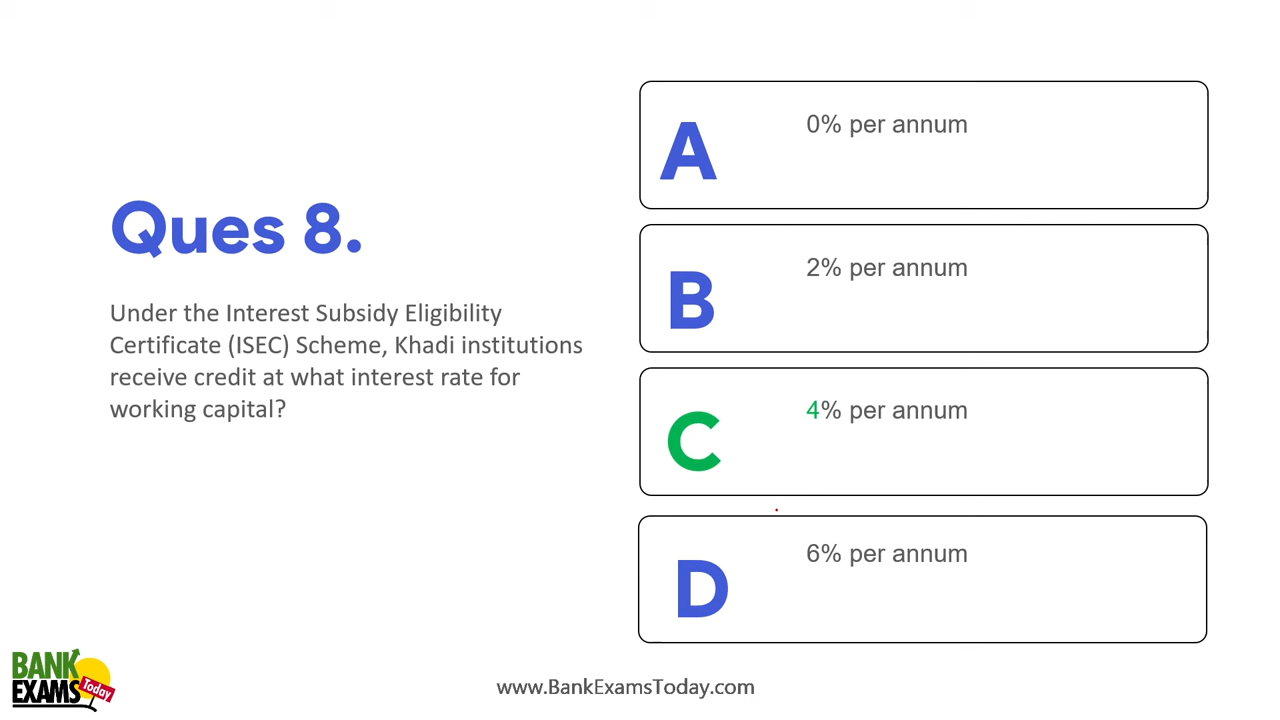 Ques 8.
Under the Interest Subsidy Eligibility
Certificate (ISEC) Scheme, Khadi institutions
receive credit at what interest rate for
working capital?
A
0% per annum
B
2% per annum
C
4% per annum
D
6% per annum
BANK
EXAMS
Today
www.BankExamsToday.com